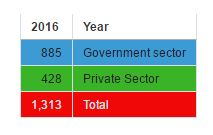 2016 Year
885 Government sector
428 Private Sector
1,313 Total